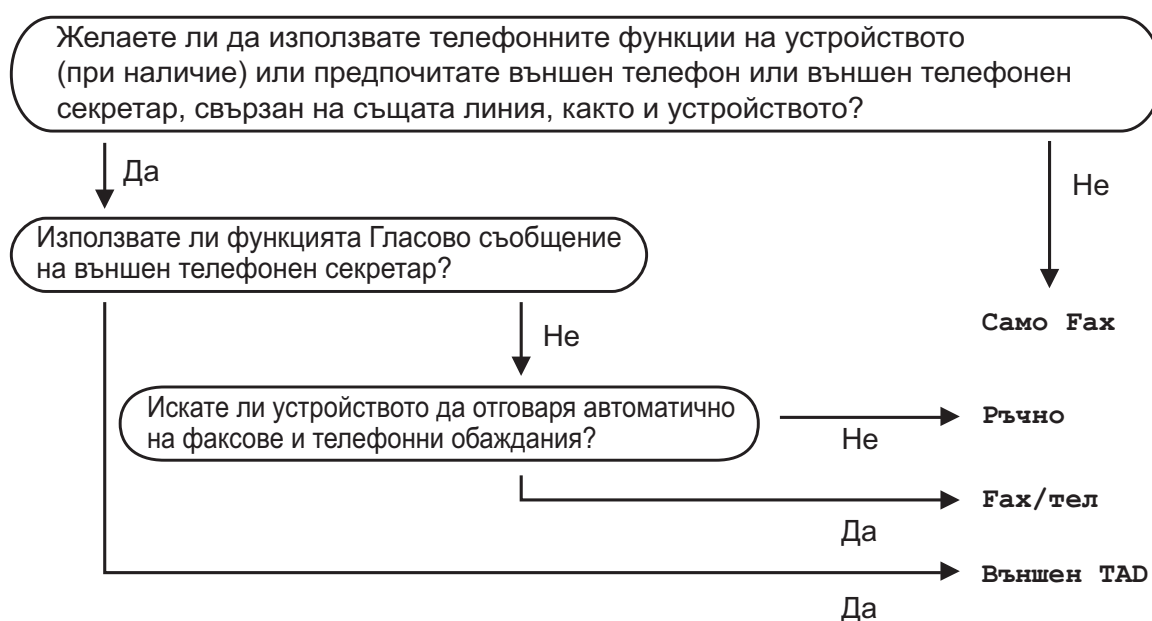 Желаете ли да използвате телефонните функции на устройството
(при наличие) или предпочитате външен телефон или външен телефонен
секретар, свързан на същата линия, както и устройството?
Да
Не
Използвате ли функцията Гласово съобщение
на външен телефонен секретар?
Не
Само Fax
Искате ли устройството да отговаря автоматично
на факсове и телефонни обаждания?
Не
Ръчно
Да
Fax/тел
Да
Външен TAD